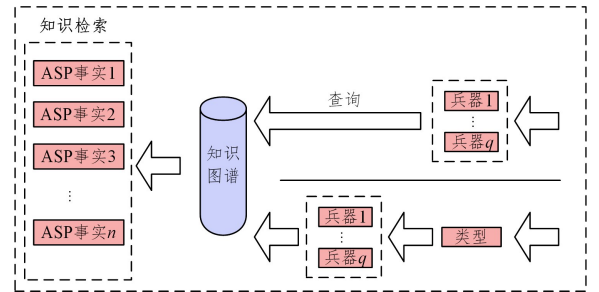 知识检索
ASP事实1
ASP事实2
ASP事实3
...
ASP事实n
知识
图谱
查询
兵器1
...
兵器q
兵器1
...
兵器q
类型